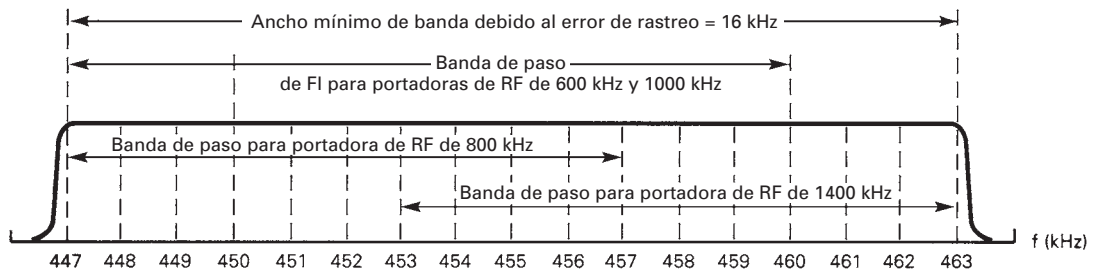 Ancho mínimo de banda debido al error de rastreo = 16 kHz
Banda de paso
de FI para portadoras de RF de 600 kHz y 1000 kHz
Banda de paso para portadora de RF de 800 kHz
Banda de paso para portadora de RF de 1400 kHz
f (kHz)
447 448 449 450 451 452 453 454 455 456 457 458 459 460 461 462 463